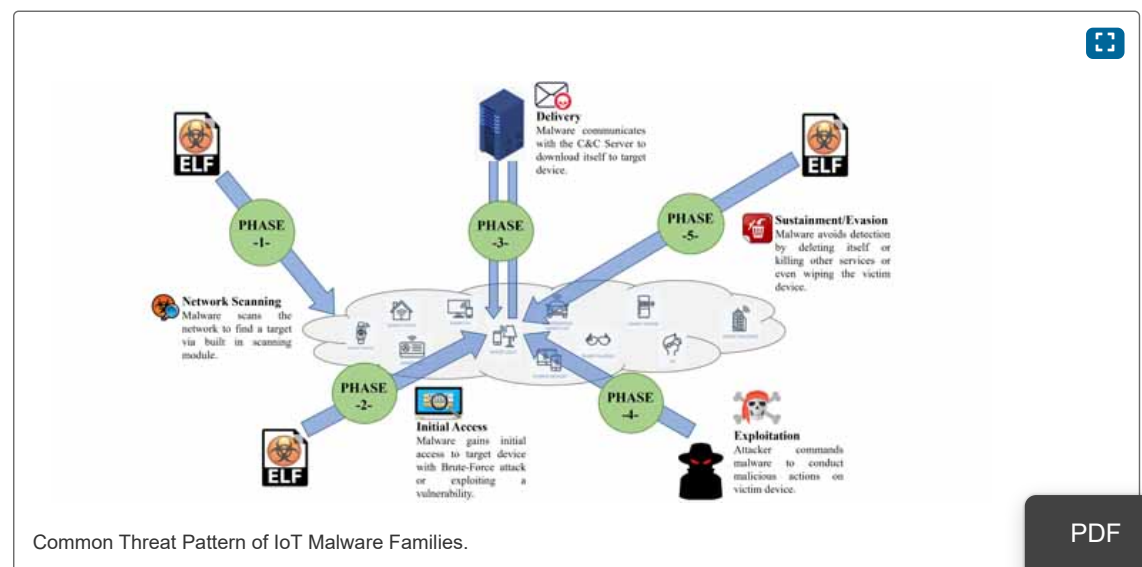 ELF
PHASE
-1-
Network Scanning
Malware scans the
network to find a target
via built in scanning
module.
PHASE
-2-
ELF
Initial Access
Malware gains initial
access to target device
with Brute-Force attack
or exploiting a
vulnerability.
Delivery
Malware communicates
with the C&C Server to
download itself to target
device.
PHASE
-3-
PHASE
-4-
Exploitation
Attacker commands
malware to conduct
malicious actions on
victim device.
ELF
PHASE
-5-
Sustainment/Evasion
Malware avoids detection
by deleting itself or
killing other services or
even wiping the victim
device.
Common Threat Pattern of IoT Malware Families.
PDF